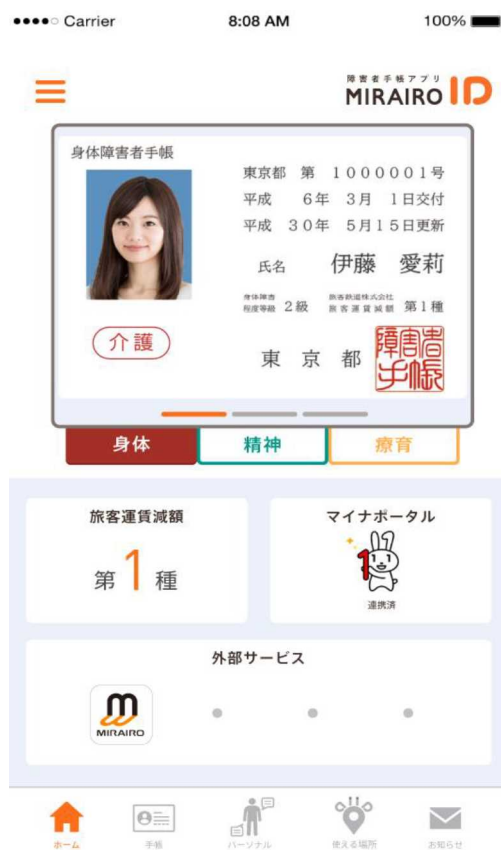 Carrier 8:08 AM 100%
障害者手帳アプリ
MIRAIRO ID
身体障害者手帳
東京都 第 1000001号
平成 6年 3月 1日交付
平成 30年 5月15日更新
氏名 伊藤 愛莉
身体障害 旅客鉄道株式会社
程度等級 2級 旅客運賃減額 第1種
介護
東京都
障害者
手帳
身体 精神 療育
旅客運賃減額
第1種
マイナポータル
連携済
外部サービス
MIRAIRO
ホーム 手帳 パーソナル 使える場所 お知らせ